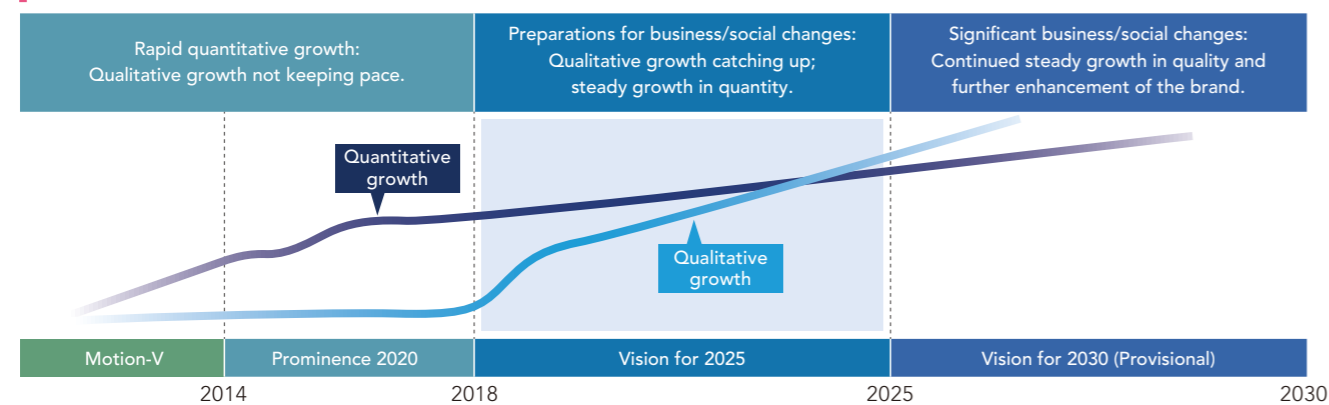 Rapid quantitative growth:
Qualitative growth not keeping pace.
Preparations for business/social changes:
Qualitative growth catching up;
steady growth in quantity.
Significant business/social changes:
Continued steady growth in quality and
further enhancement of the brand.
Quantitative
growth
Qualitative
growth
Motion-V
Prominence 2020
Vision for 2025
Vision for 2030 (Provisional)
2014
2018
2025
2030